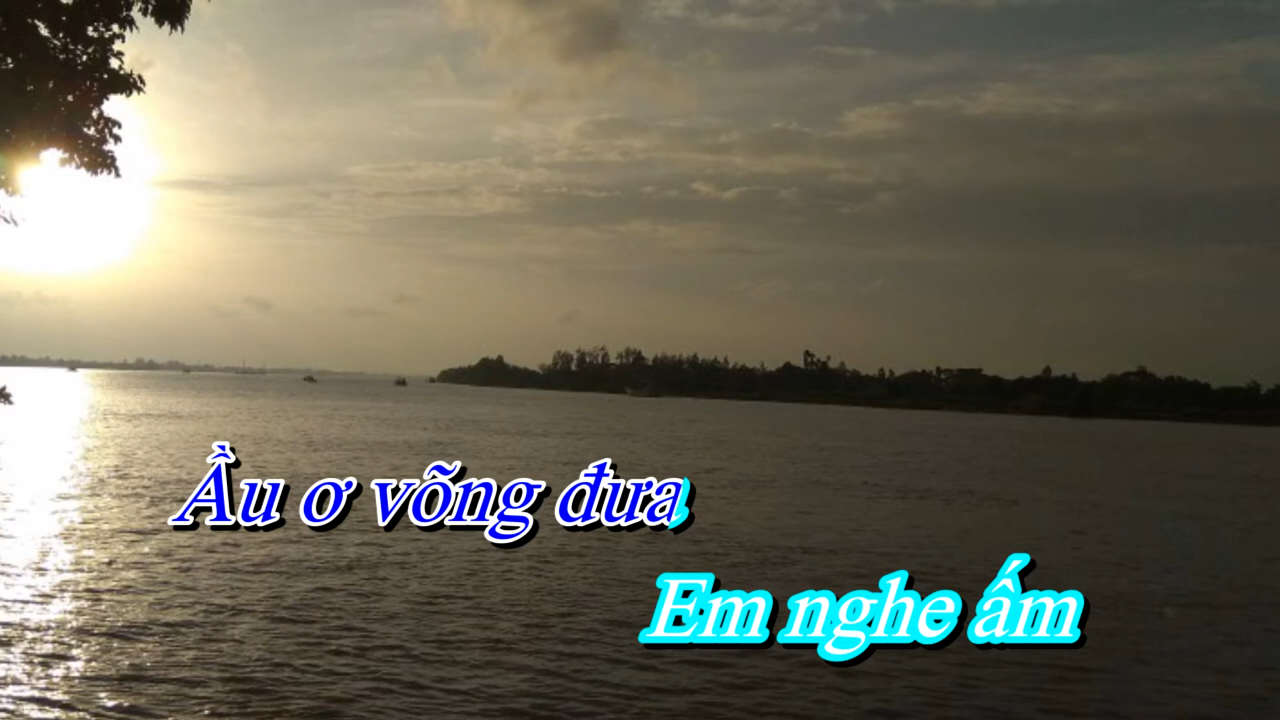 Ầu ơ võng đưa
Em nghe ấm